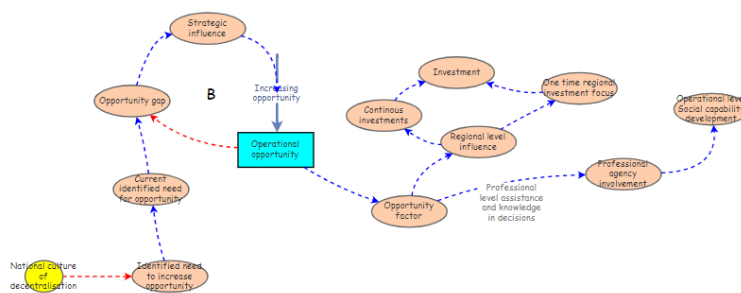 Strategic
influence
B
Increasing
opportunity
Opportunity gap
Operational
opportunity
Current
identified need
for opportunity
National culture
of
decentralisation
Identified need
to increase
opportunity
Investment
One time regional
investment focus
Continous
investments
Regional level
influence
Opportunity
factor
Professional
level assistance
and knowledge
in decisions
Professional
agency
involvement
Operational level
Social capability
development